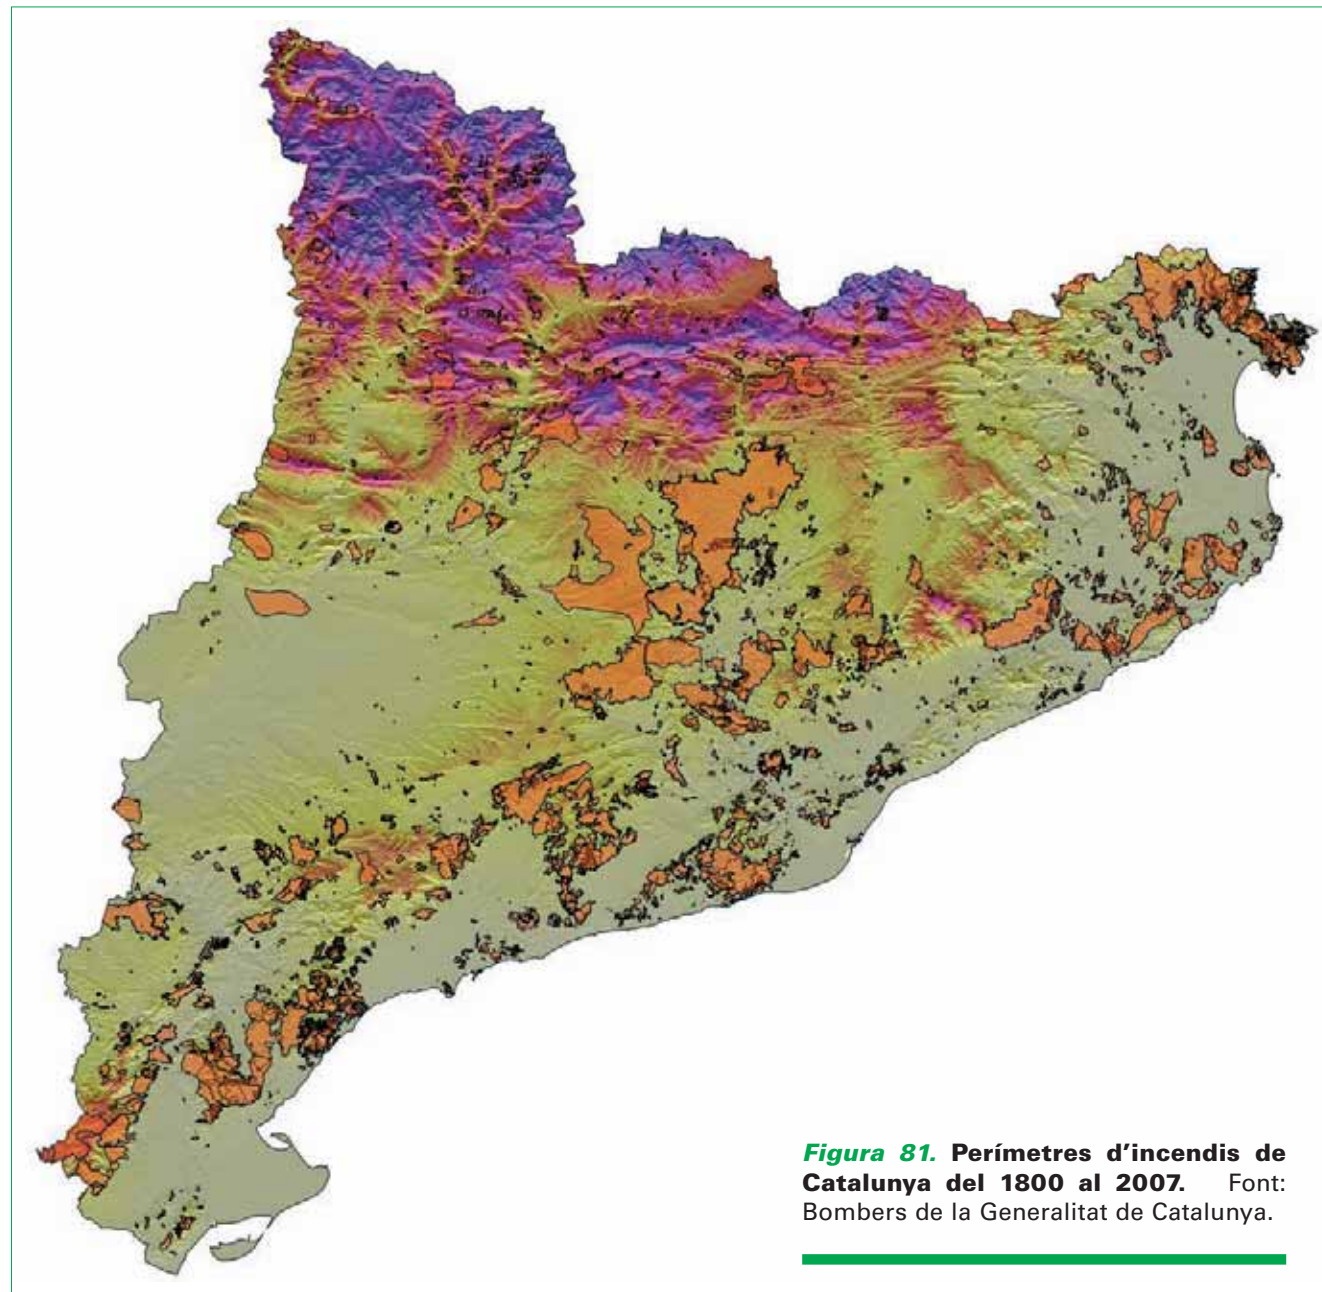 Figura 81. Perímetres d’incendis de
Catalunya del 1800 al 2007. Font:
Bombers de la Generalitat de Catalunya.